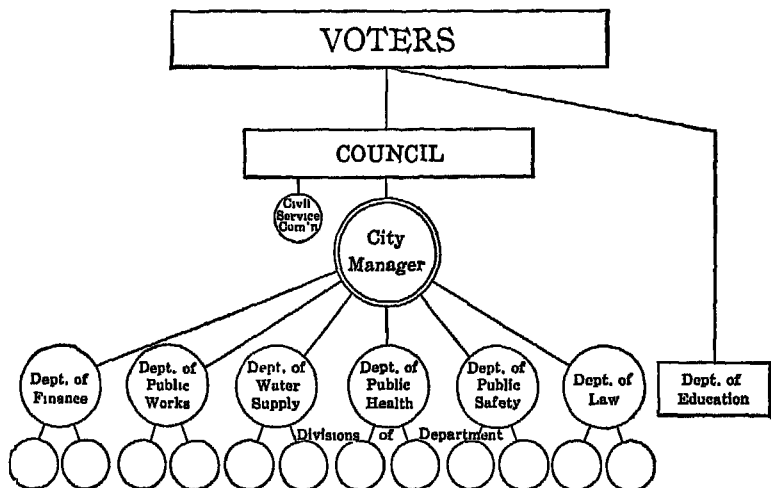 VOTERS
COUNCIL
Civil
Service
Com'n
City
Manager
Dept. of
Finance
Dept. of
Public
Works
Dept. of
Water
Supply
Dept. of
Public
Health
Dept. of
Public
Safety
Dept. of
Law
Dept. of
Education
Divisions of Department